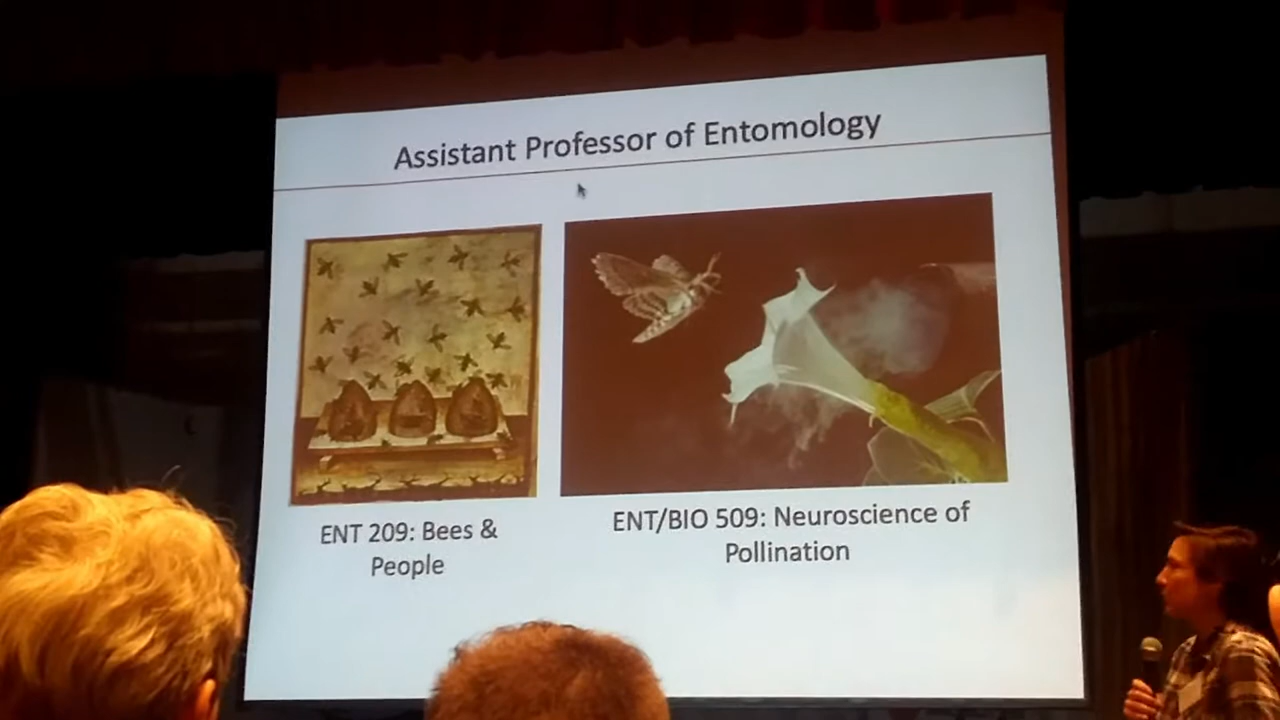 Assistant Professor of Entomology
ENT 209: Bees &
People
ENT/BIO 509: Neuroscience of
Pollination